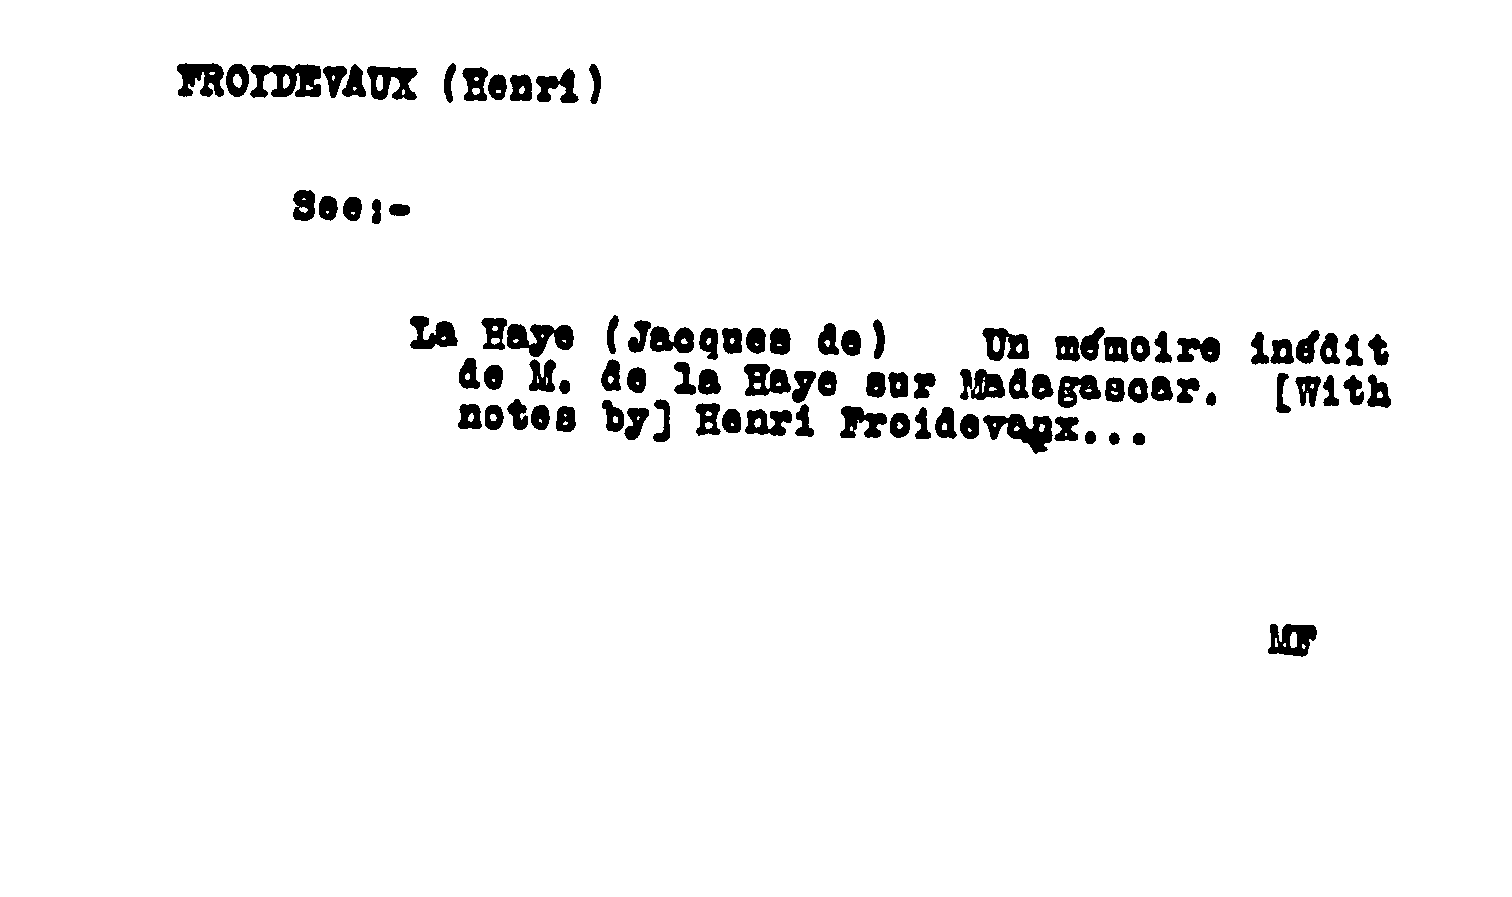 FROIDEVAUX (Henri)
See:-
La Haye (Jacques de) Un mémoire inédit
de M. de la Haye sur Madagascar. [With
notes by] Henri Froidevaux...
MF